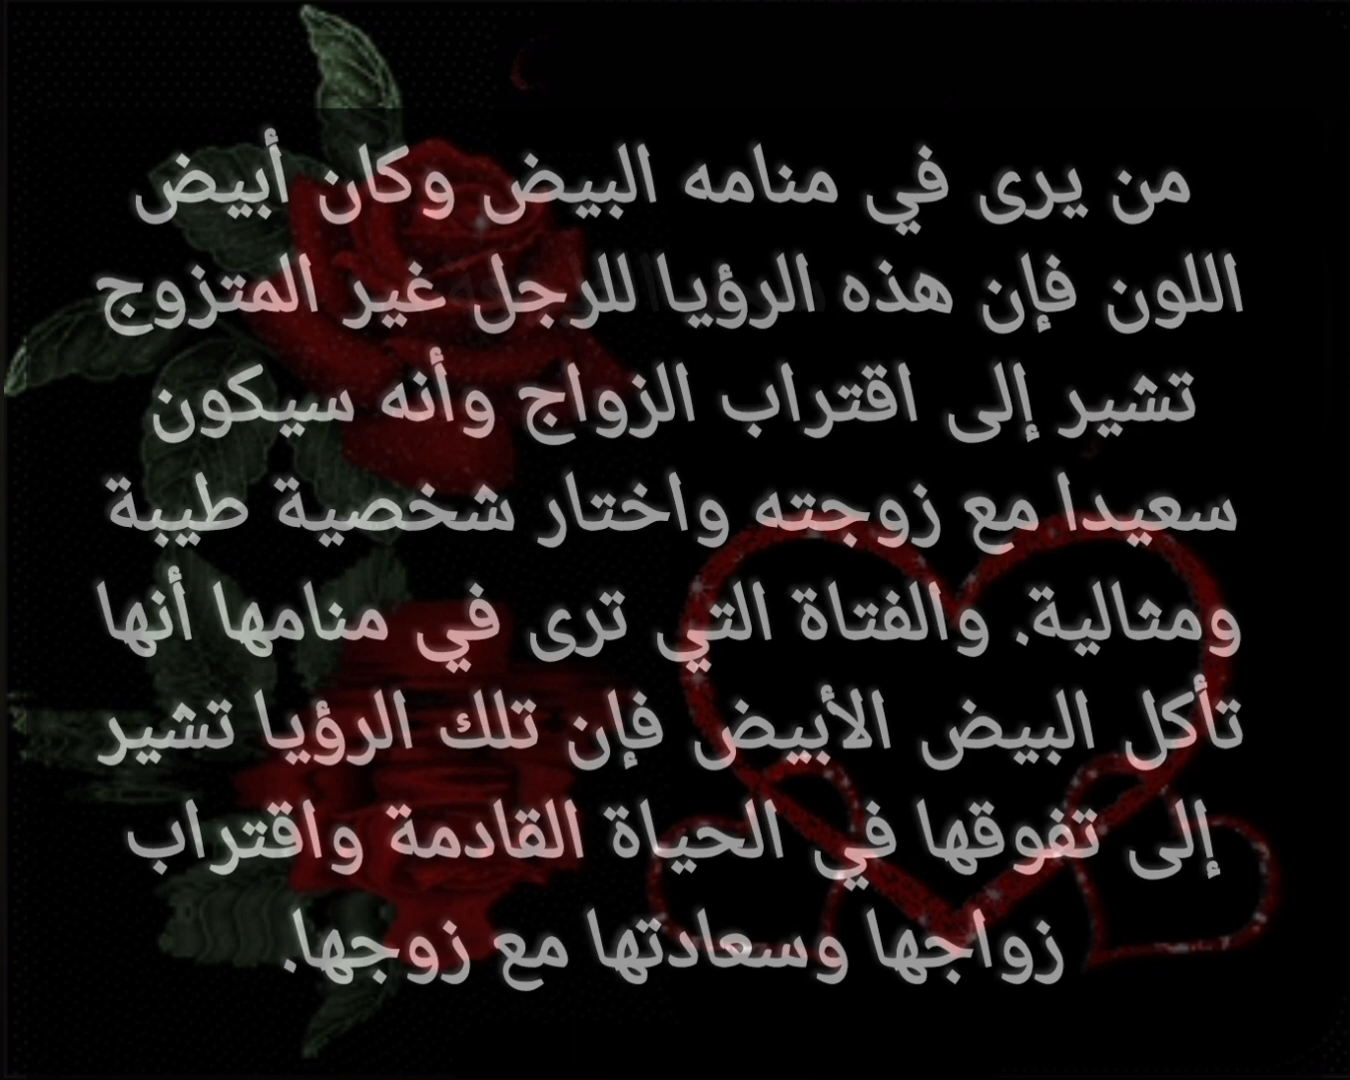 من يرى في منامه البيض وكان أبيض
اللون فإن هذه الرؤيا للرجل غير المتزوج
تشير إلى اقتراب الزواج وأنه سيكون
سعيدا مع زوجته واختار شخصية طيبة
ومثالية. والفتاة التي ترى في منامها أنها
تأكل البيض الأبيض فإن تلك الرؤيا تشير
إلى تفوقها في الحياة القادمة واقتراب
زواجها وسعادتها مع زوجها.